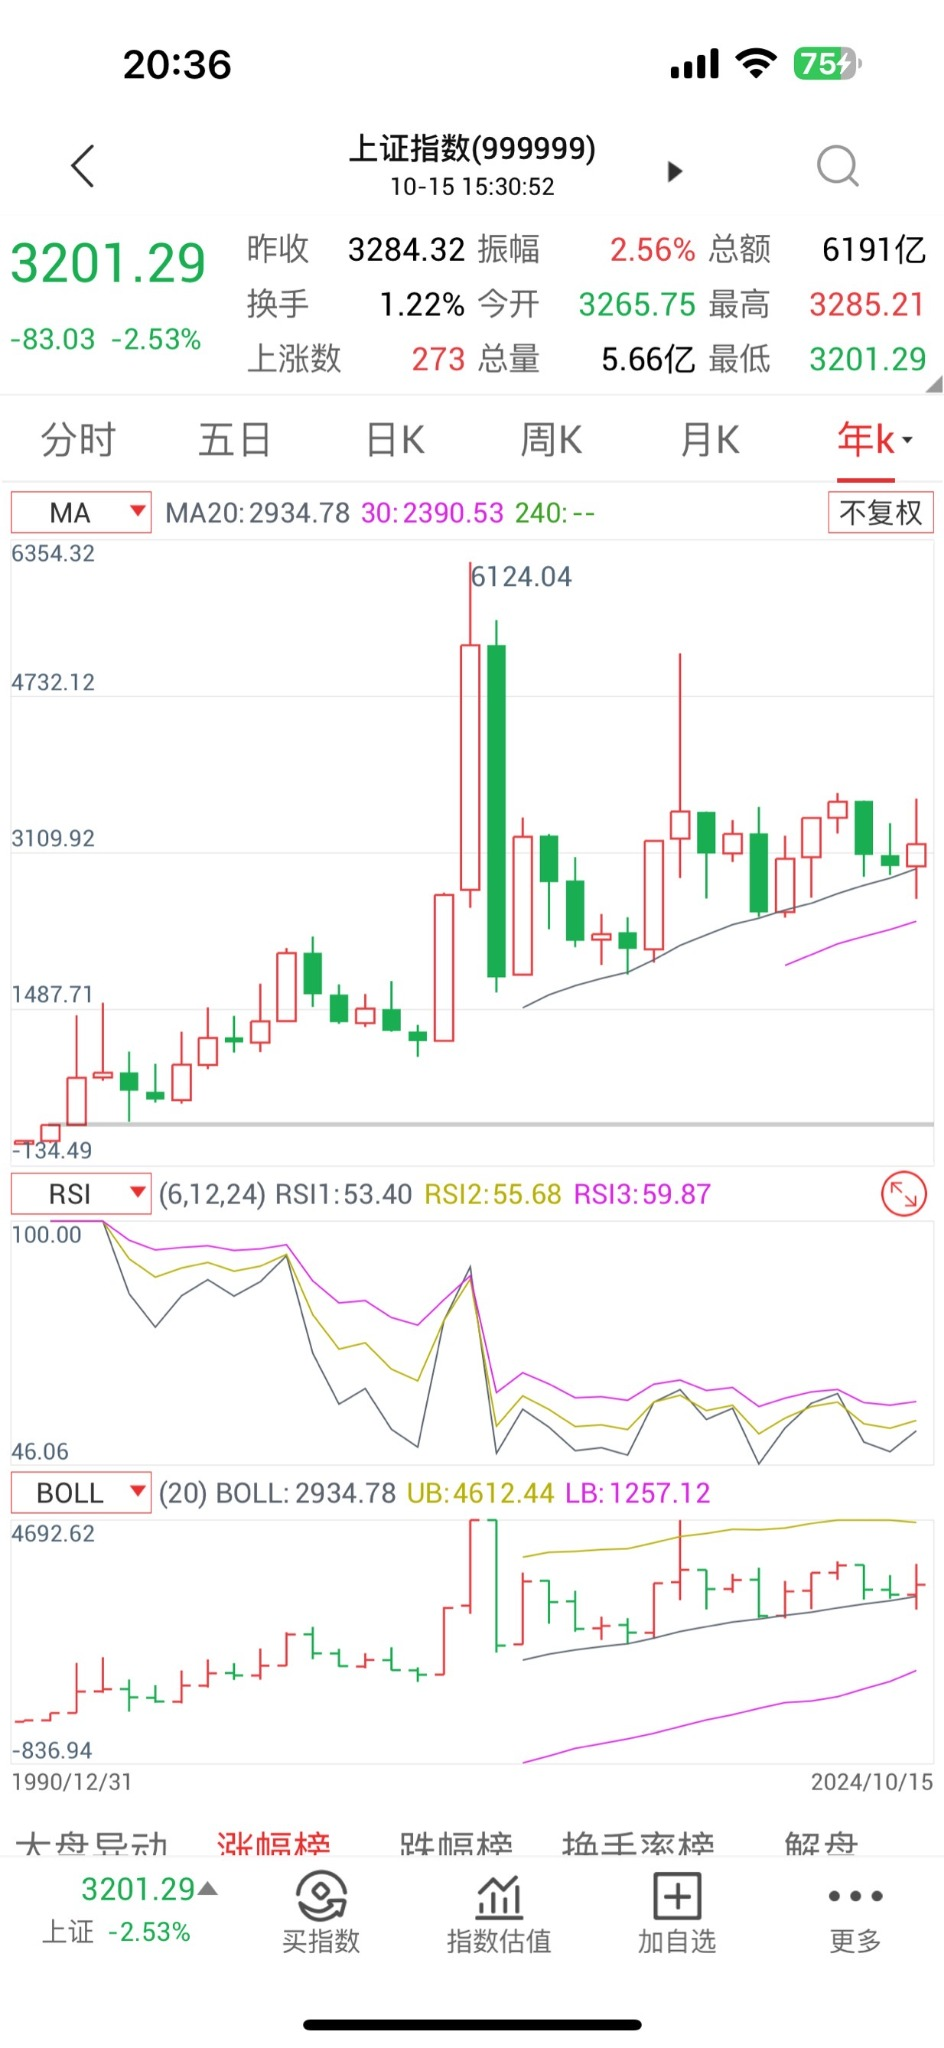 20:36
75
上证指数(999999)
10-15 15:30:52
3201.29
-83.03 -2.53%
昨收 3284.32 振幅 2.56% 总额 6191亿
换手 1.22% 今开 3265.75 最高 3285.21
上涨数 273 总量 5.66亿 最低 3201.29
分时 五日 日K 周K 月K 年k
MA MA20:2934.78 30:2390.53 240:-- 不复权
6354.32
6124.04
4732.12
3109.92
1487.71
-134.49
RSI (6,12,24) RSI1:53.40 RSI2:55.68 RSI3:59.87
100.00
46.06
BOLL (20) BOLL:2934.78 UB:4612.44 LB:1257.12
4692.62
-836.94
1990/12/31 2024/10/15
大盘异动 涨幅榜 跌幅榜 换手率榜 解盘
3201.29
上证 -2.53%
买指数 指数估值 加自选 更多